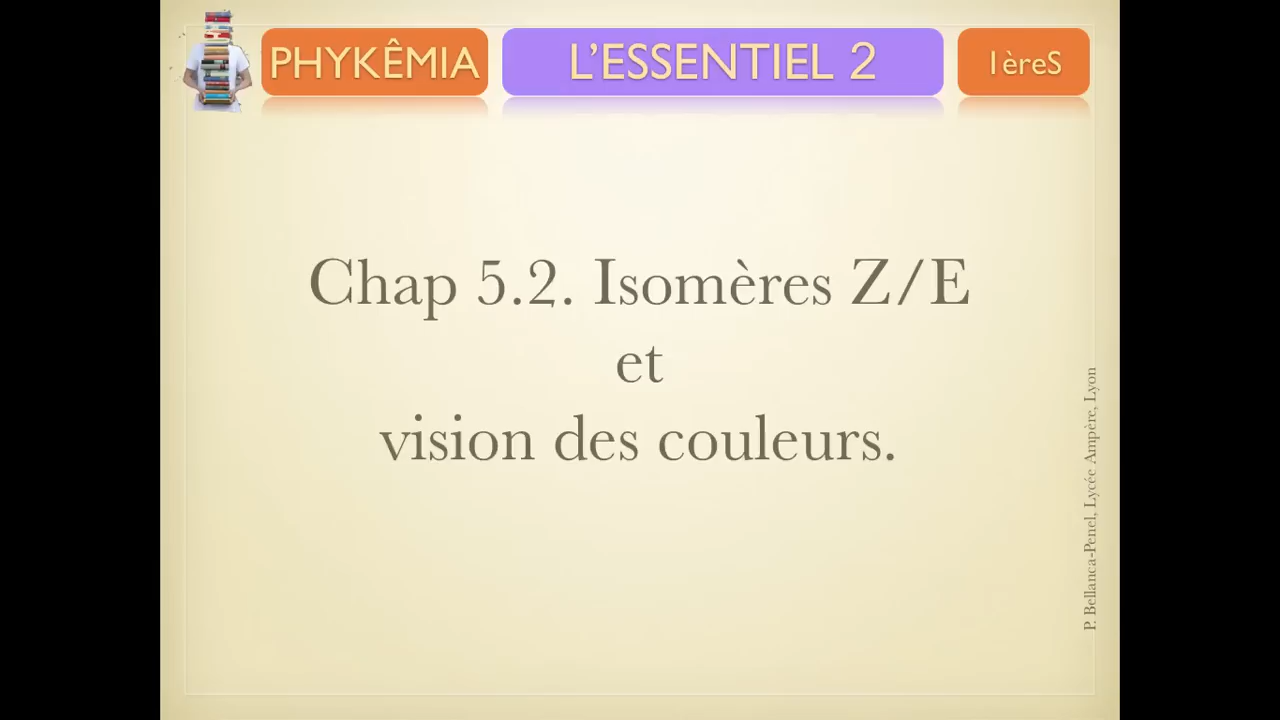 PHYKÊMIA
L'ESSENTIEL 2
1èreS
Chap 5.2. Isomères Z/E
et
vision des couleurs.
P. Bellanca-Penel, Lycée Ampère, Lyon